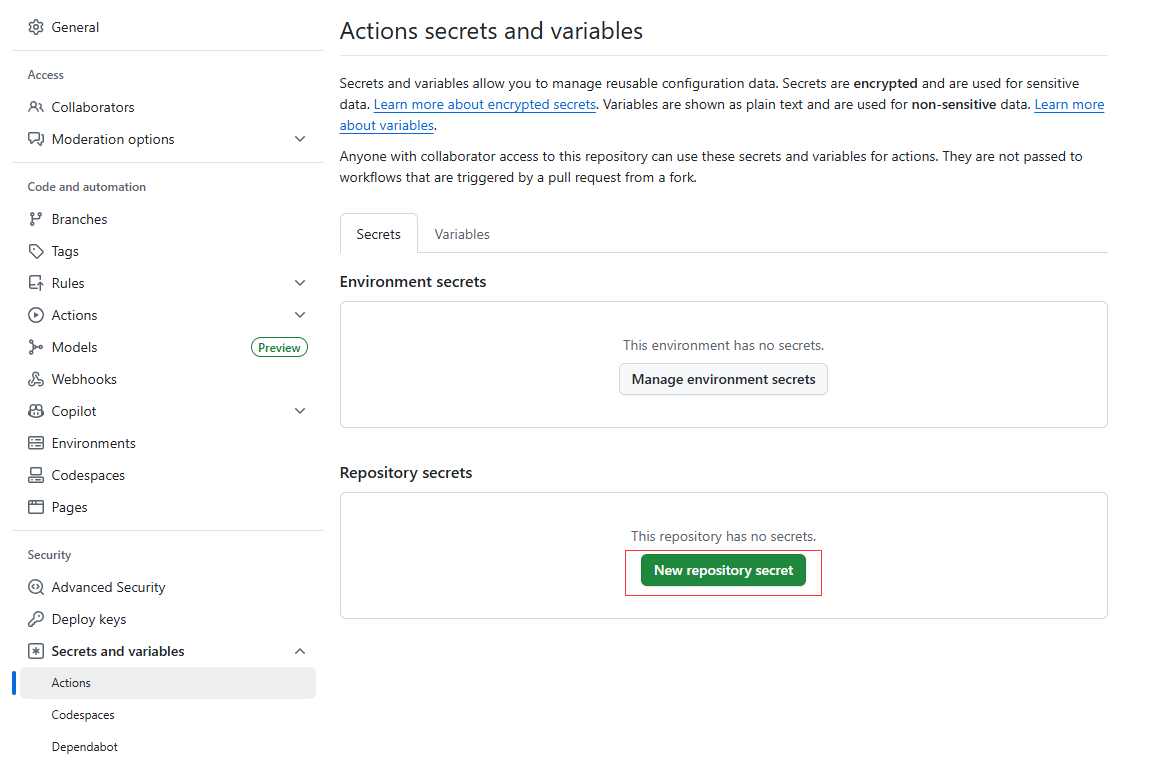 General
Access
Collaborators
Moderation options
Code and automation
Branches
Tags
Rules
Actions
Models Preview
Webhooks
Copilot
Environments
Codespaces
Pages
Security
Advanced Security
Deploy keys
Secrets and variables
Actions
Codespaces
Dependabot
Actions secrets and variables
Secrets and variables allow you to manage reusable configuration data. Secrets are encrypted and are used for sensitive
data. Learn more about encrypted secrets. Variables are shown as plain text and are used for non-sensitive data. Learn more
about variables.
Anyone with collaborator access to this repository can use these secrets and variables for actions. They are not passed to
workflows that are triggered by a pull request from a fork.
Secrets Variables
Environment secrets
This environment has no secrets.
Manage environment secrets
Repository secrets
This repository has no secrets.
New repository secret